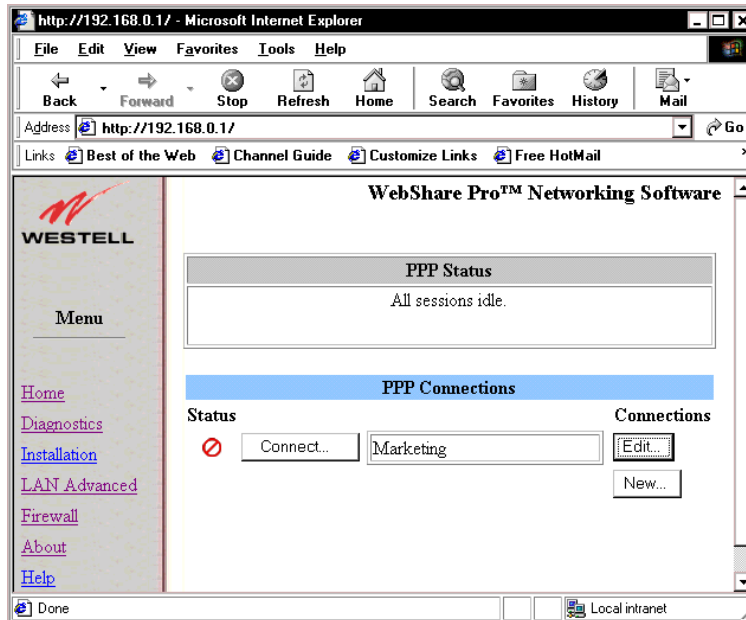 http://192.168.0.1/ - Microsoft Internet Explorer
File Edit View Favorites Tools Help
Back Forward Stop Refresh Home Search Favorites History Mail
Address http://192.168.0.1/ Go
Links Best of the Web Channel Guide Customize Links Free HotMail
WESTELL
Menu
Home
Diagnostics
Installation
LAN Advanced
Firewall
About
Help
WebShare Pro™ Networking Software
PPP Status
All sessions idle.
PPP Connections
Status Connections
Connect... Marketing Edit...
New...
Done Local intranet